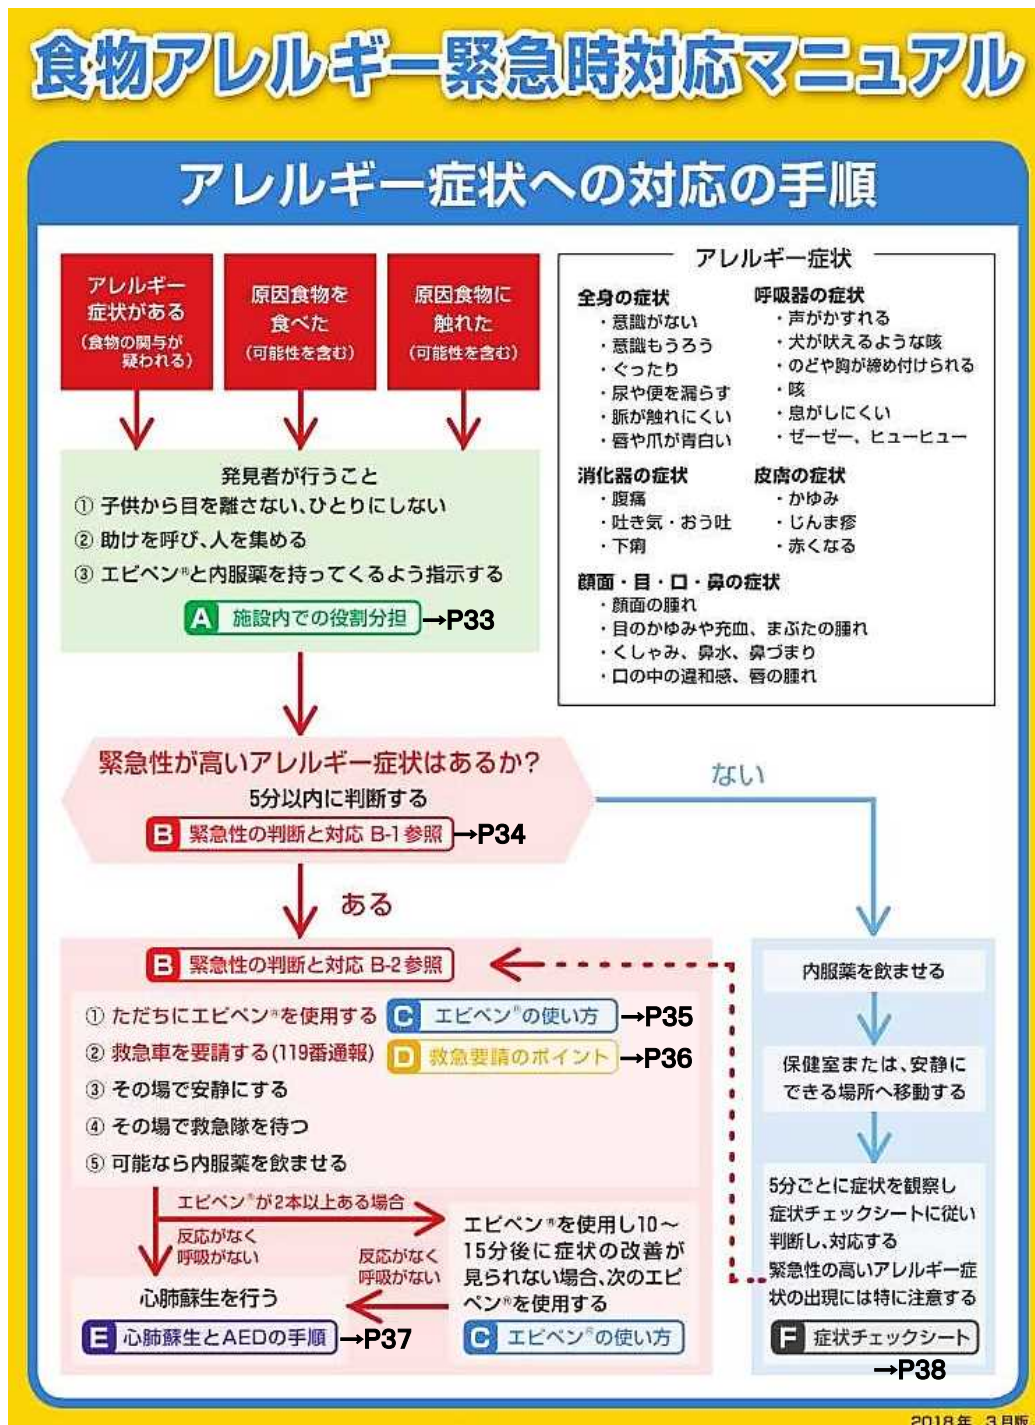 食物アレルギー緊急時対応マニュアル
アレルギー症状への対応の手順
アレルギー
症状がある
(食物の関与が
疑われる)
原因食物を
食べた
(可能性を含む)
原因食物に
触れた
(可能性を含む)
発見者が行うこと
① 子供から目を離さない、ひとりにしない
② 助けを呼び、人を集める
③ エピペン®と内服薬を持ってくるよう指示する
A 施設内での役割分担 →P33
アレルギー症状
全身の症状
・意識がない
・意識もうろう
・ぐったり
・尿や便を漏らす
・脈が触れにくい
・唇や爪が青白い
呼吸器の症状
・声がかすれる
・犬が吠えるような咳
・のどや胸が締め付けられる
・咳
・息がしにくい
・ゼーゼー、ヒューヒュー
消化器の症状
・腹痛
・吐き気・おう吐
・下痢
皮膚の症状
・かゆみ
・じんま疹
・赤くなる
顔面・目・口・鼻の症状
・顔面の腫れ
・目のかゆみや充血、まぶたの腫れ
・くしゃみ、鼻水、鼻づまり
・口の中の違和感、唇の腫れ
緊急性が高いアレルギー症状はあるか?
5分以内に判断する
B 緊急性の判断と対応 B-1参照 →P34
ない
ある
B 緊急性の判断と対応 B-2参照
① ただちにエピペン®を使用する C エピペン®の使い方 →P35
② 救急車を要請する(119番通報) D 救急要請のポイント →P36
③ その場で安静にする
④ その場で救急隊を待つ
⑤ 可能なら内服薬を飲ませる
エピペン®が2本以上ある場合
反応がなく
呼吸がない
エピペン®を使用し10～
15分後に症状の改善が
見られない場合、次のエピ
ペン®を使用する
C エピペン®の使い方
反応がなく
呼吸がない
心肺蘇生を行う
E 心肺蘇生とAEDの手順 →P37
内服薬を飲ませる
保健室または、安静に
できる場所へ移動する
5分ごとに症状を観察し
症状チェックシートに従い
判断し、対応する
緊急性の高いアレルギー症
状の出現には特に注意する
F 症状チェックシート
→P38
2018年 3月版